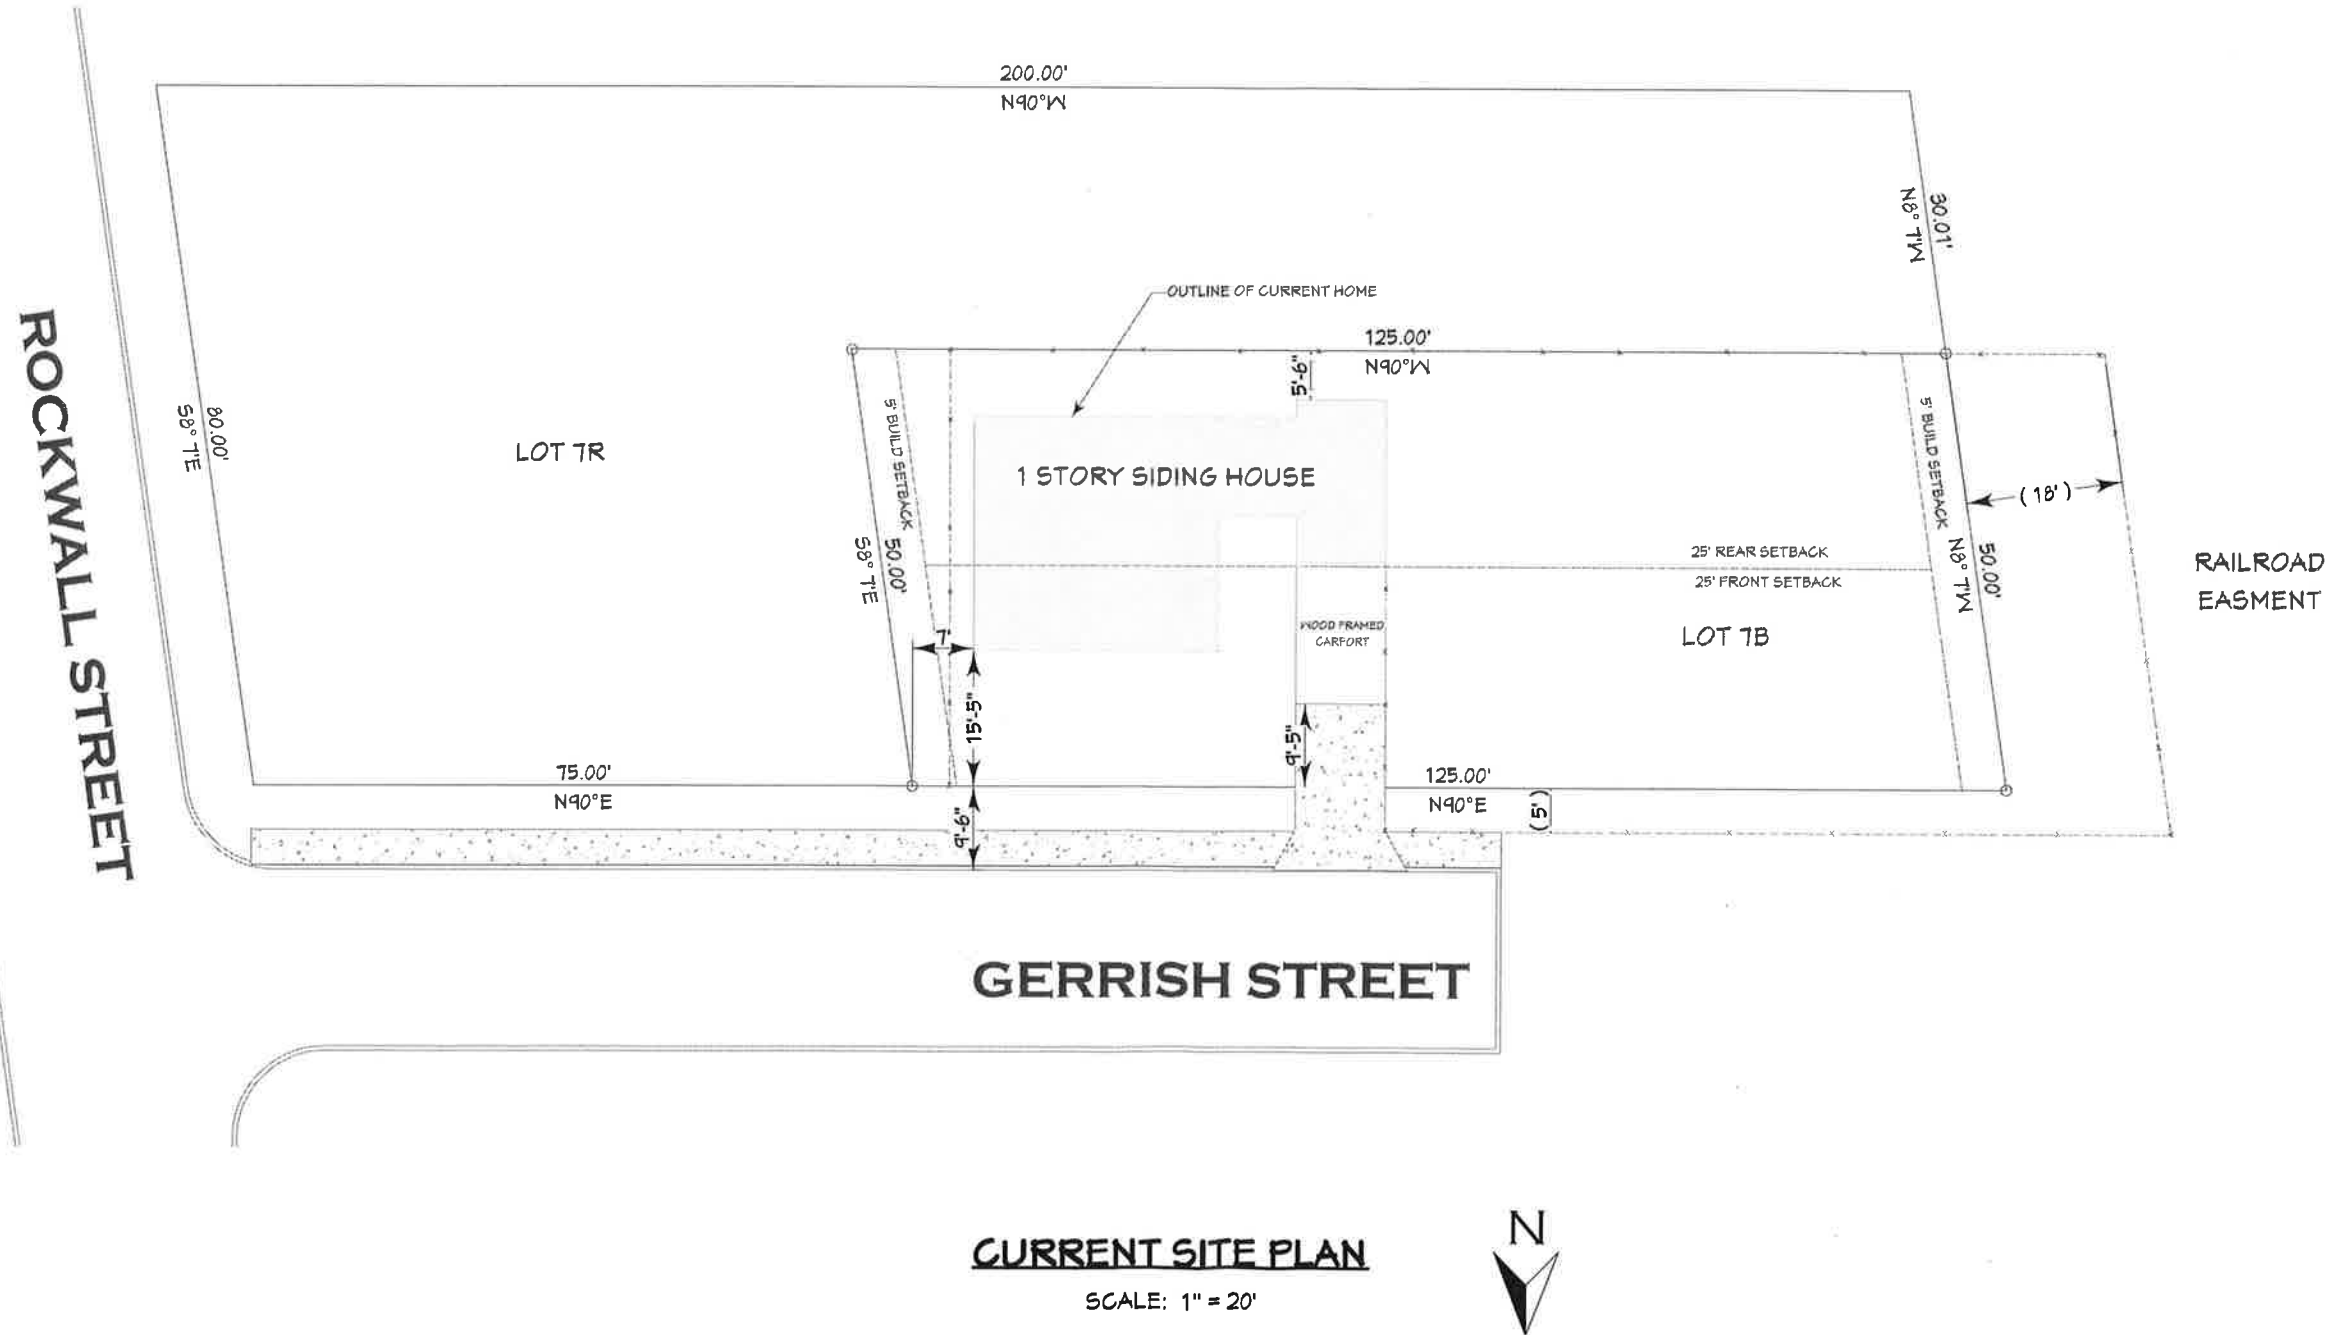 200.00'
N90°W
30.01'
N8° 7'W
OUTLINE OF CURRENT HOME
125.00'
N90°W
5'-6"
ROCKWALL STREET
80.00'
S8° 7'E
LOT 7R
5' BUILD SETBACK
50.00'
S8° 7'E
1 STORY SIDING HOUSE
5' BUILD SETBACK
(18')
50.00'
N8° 7'W
25' REAR SETBACK
25' FRONT SETBACK
RAILROAD
EASMENT
WOOD FRAMED
CARPORT
LOT 7B
7'
15'-5"
9'-5"
75.00'
N90°E
125.00'
N90°E
(5')
9'-6"
GERRISH STREET
CURRENT SITE PLAN
SCALE: 1" = 20'
N